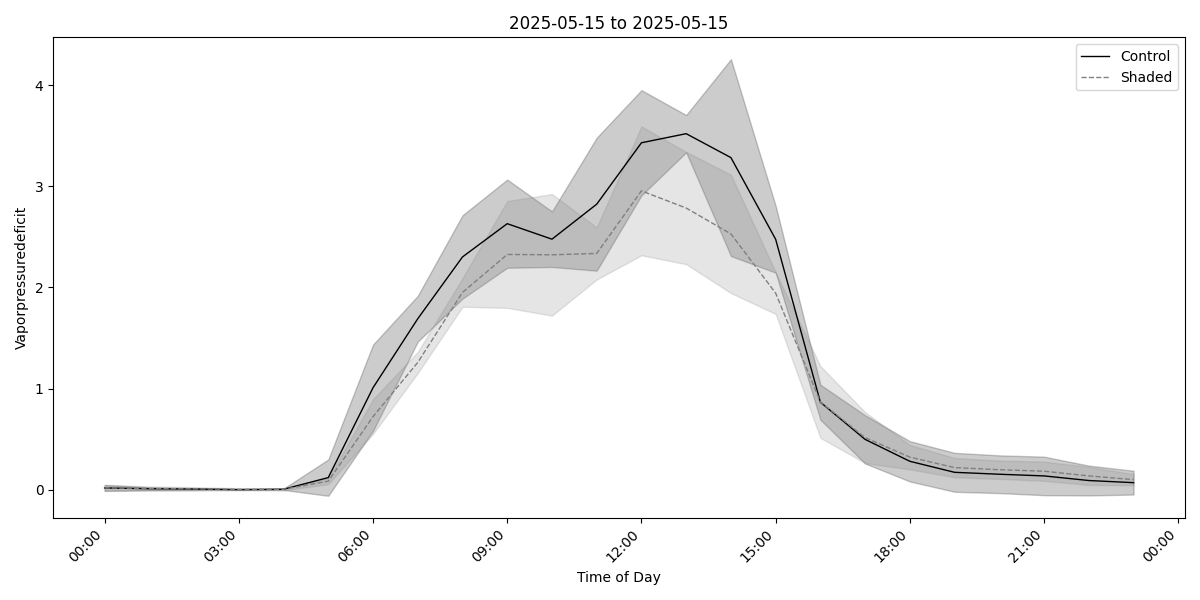 2025-05-15 to 2025-05-15
Control
Shaded
Vaporpressuredeficit
4
3
2
1
0
00:00 03:00 06:00 09:00 12:00 15:00 18:00 21:00 00:00
Time of Day